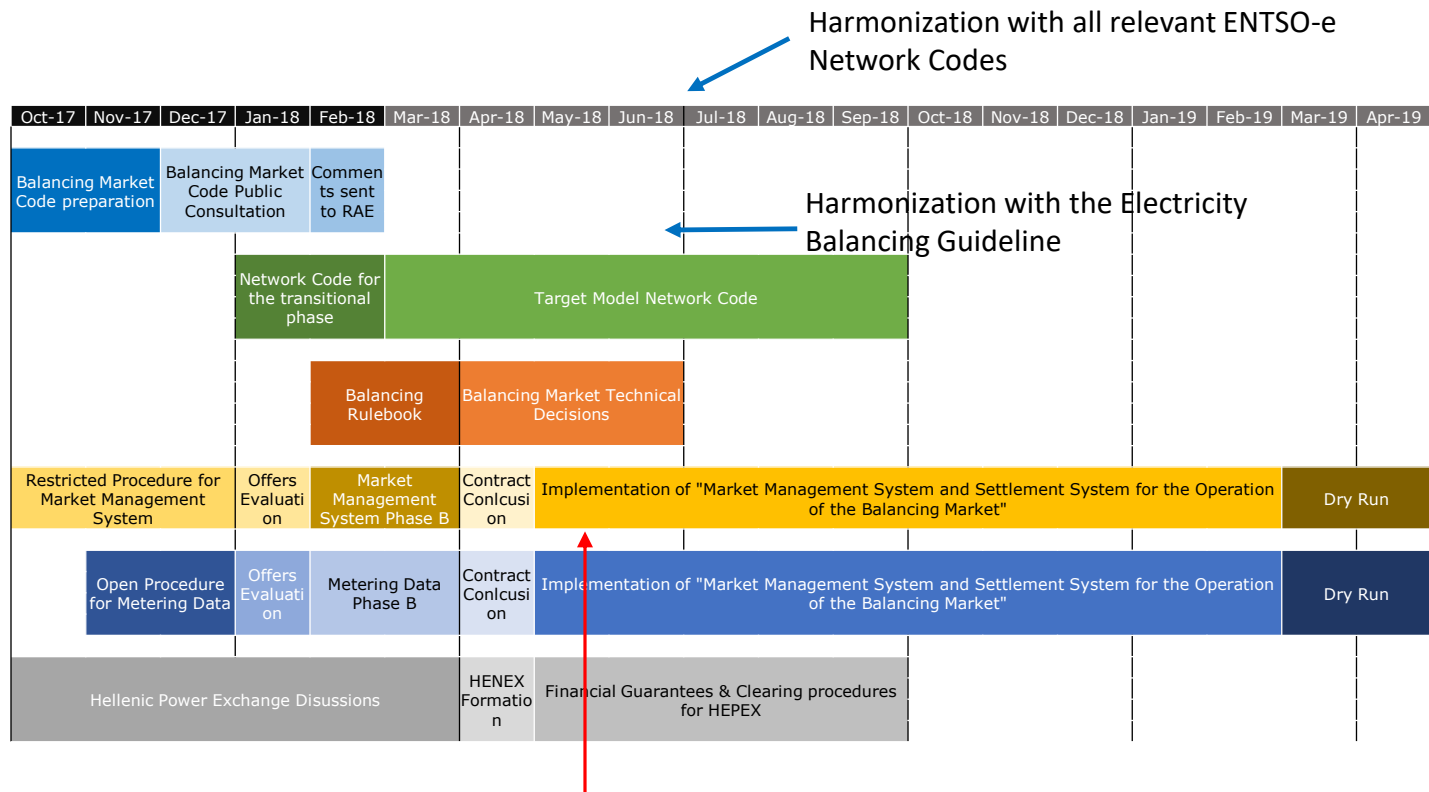 Harmonization with all relevant ENTSO-e
Network Codes
Oct-17 Nov-17 Dec-17 Jan-18 Feb-18 Mar-18 Apr-18 May-18 Jun-18 Jul-18 Aug-18 Sep-18 Oct-18 Nov-18 Dec-18 Jan-19 Feb-19 Mar-19 Apr-19
Balancing Market
Code preparation
Balancing Market
Code Public
Consultation
Commen
ts sent
to RAE
Harmonization with the Electricity
Balancing Guideline
Network Code for
the transitional
phase
Target Model Network Code
Balancing
Rulebook
Balancing Market Technical
Decisions
Restricted Procedure for
Market Management
System
Offers
Evaluati
on
Market
Management
System Phase B
Contract
Conlcusi
on
Implementation of "Market Management System and Settlement System for the Operation
of the Balancing Market"
Dry Run
Open Procedure
for Metering Data
Offers
Evaluati
on
Metering Data
Phase B
Contract
Conlcusi
on
Implementation of "Market Management System and Settlement System for the Operation
of the Balancing Market"
Dry Run
Hellenic Power Exchange Disussions
HENEX
Formatio
n
Financial Guarantees & Clearing procedures
for HEPEX